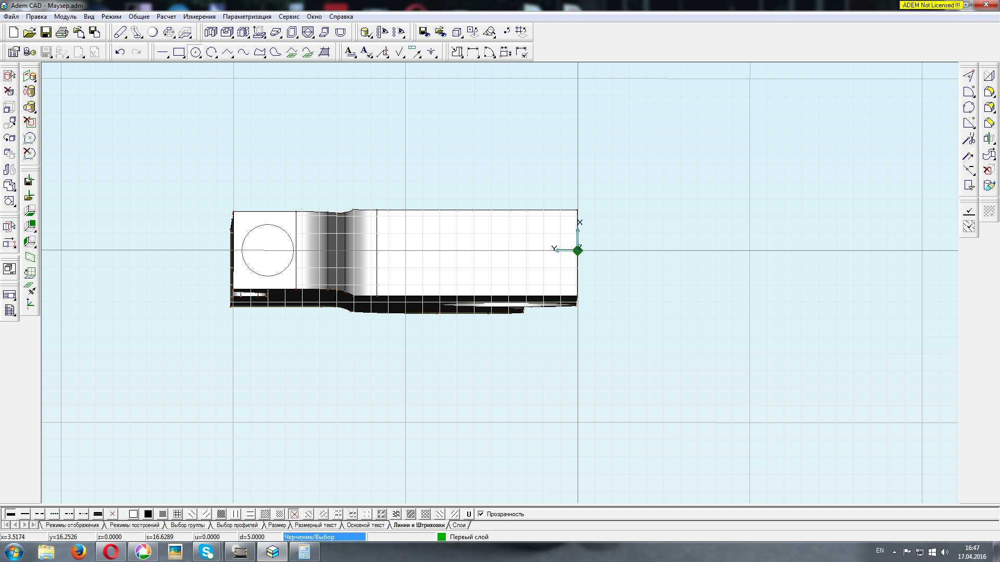 Adem CAD - Маузер.adm
ADEM Not Licensed !!!
Файл Правка Модуль Вид Режим Общие Расчет Измерения Параметризация Сервис Окно Справка
X
Y
Z
U
Прозрачность
Режимы отображения Режимы построений Выбор группы Выбор профилей Размер Размерный текст Основной текст Линии и Штриховки Слои
x=3.5174 y=16.2526 z=0.0000 s=16.6289 u=0.0000 d=5.0000 Черчение/Выбор Первый слой
EN
16:47
17.04.2016